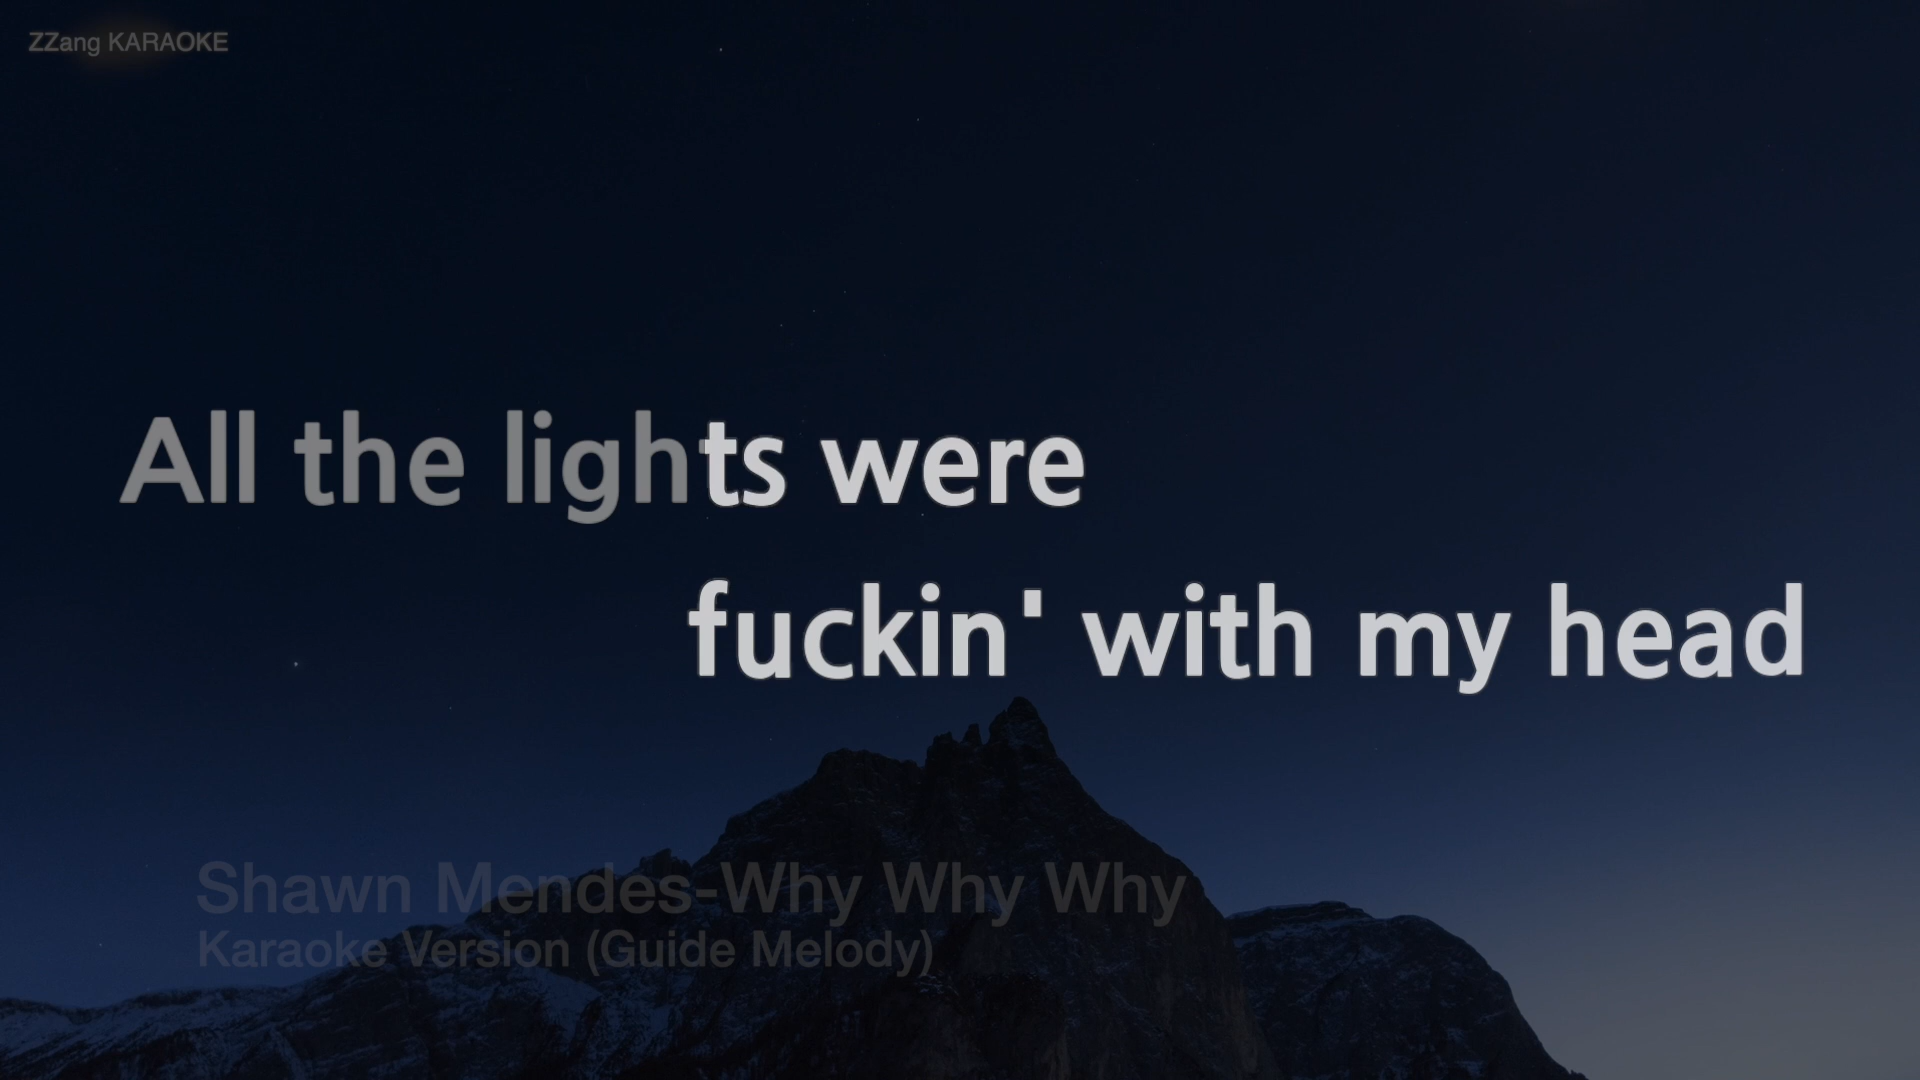 ZZang KARAOKE
All the lights were
fuckin' with my head
Shawn Mendes-Why Why Why
Karaoke Version (Guide Melody)